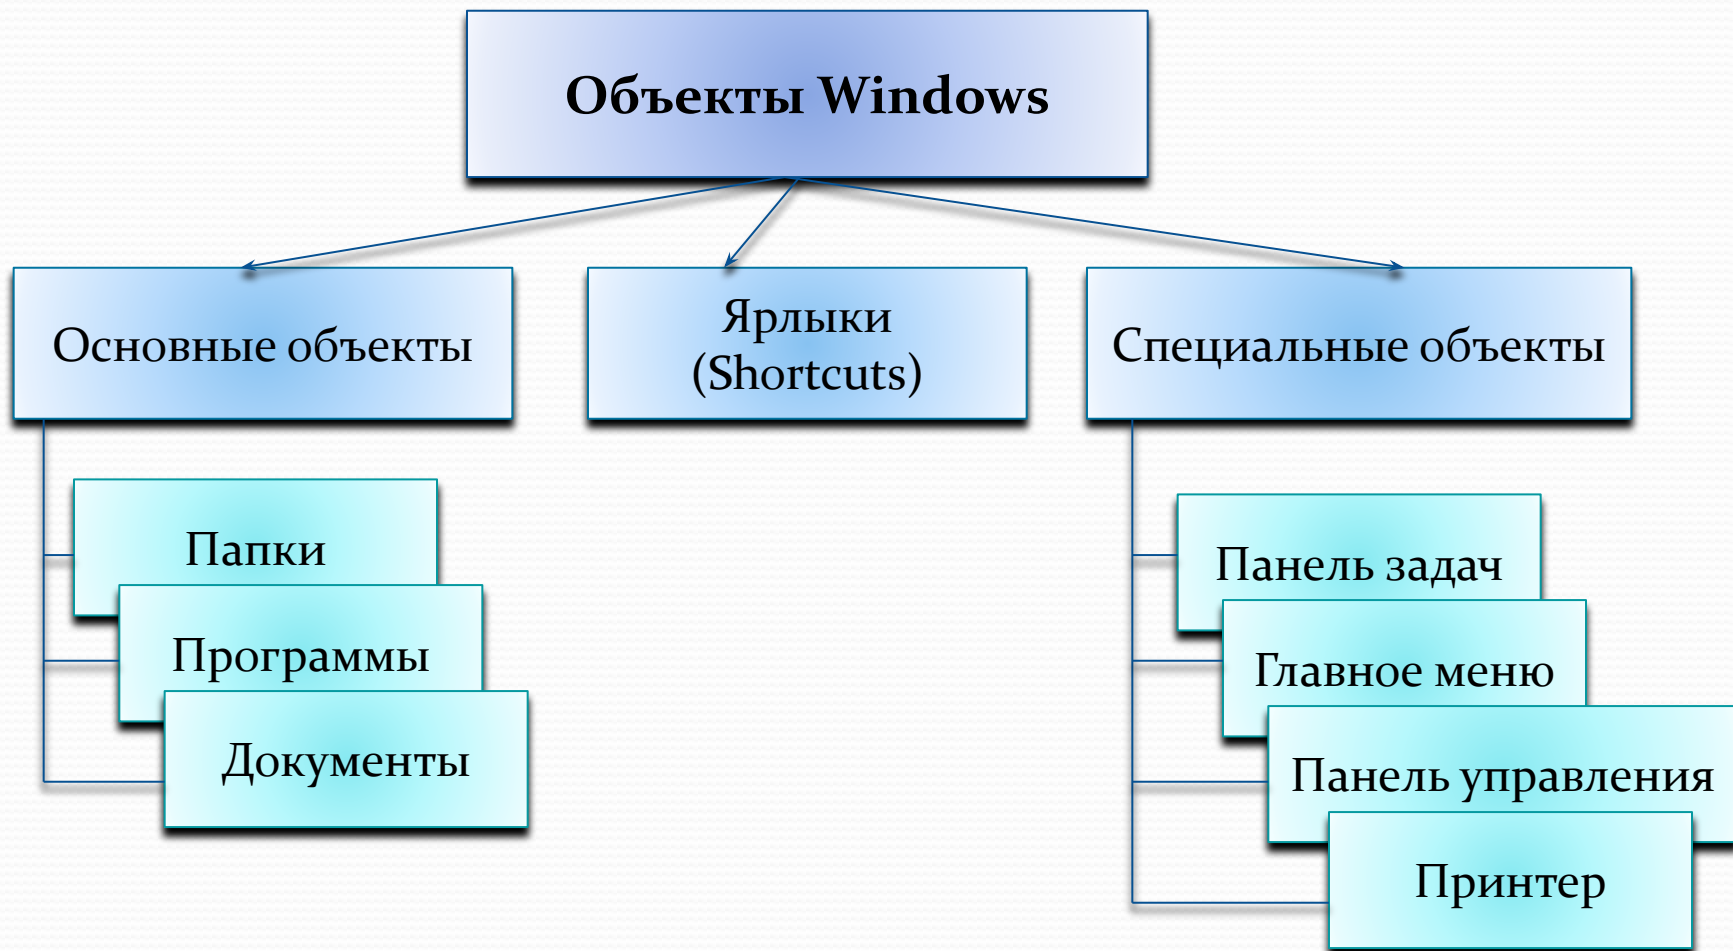 Объекты Windows
Основные объекты
Ярлыки
(Shortcuts)
Специальные объекты
Папки
Программы
Документы
Панель задач
Главное меню
Панель управления
Принтер